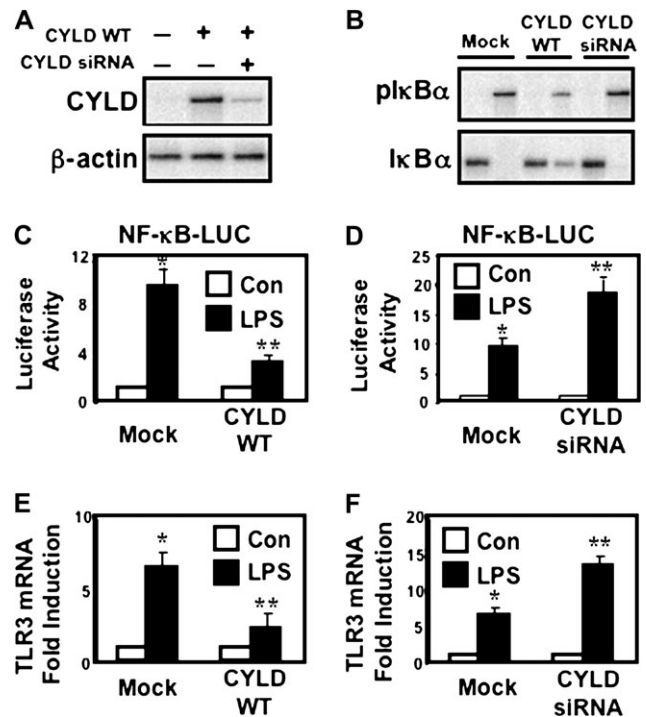 A
CYLD WT – + +
CYLD siRNA +
CYLD
β-actin
B
Mock CYLD WT CYLD siRNA
pIκBα
IκBα
C
NF-κB-LUC
Luciferase Activity
12
8
4
0
*
**
Con
LPS
Mock
CYLD WT
D
NF-κB-LUC
Luciferase Activity
25
20
15
10
5
0
*
**
Con
LPS
Mock
CYLD siRNA
E
TLR3 mRNA Fold Induction
10
5
0
*
**
Con
LPS
Mock
CYLD WT
F
TLR3 mRNA Fold Induction
20
15
10
5
0
*
**
Con
LPS
Mock
CYLD siRNA